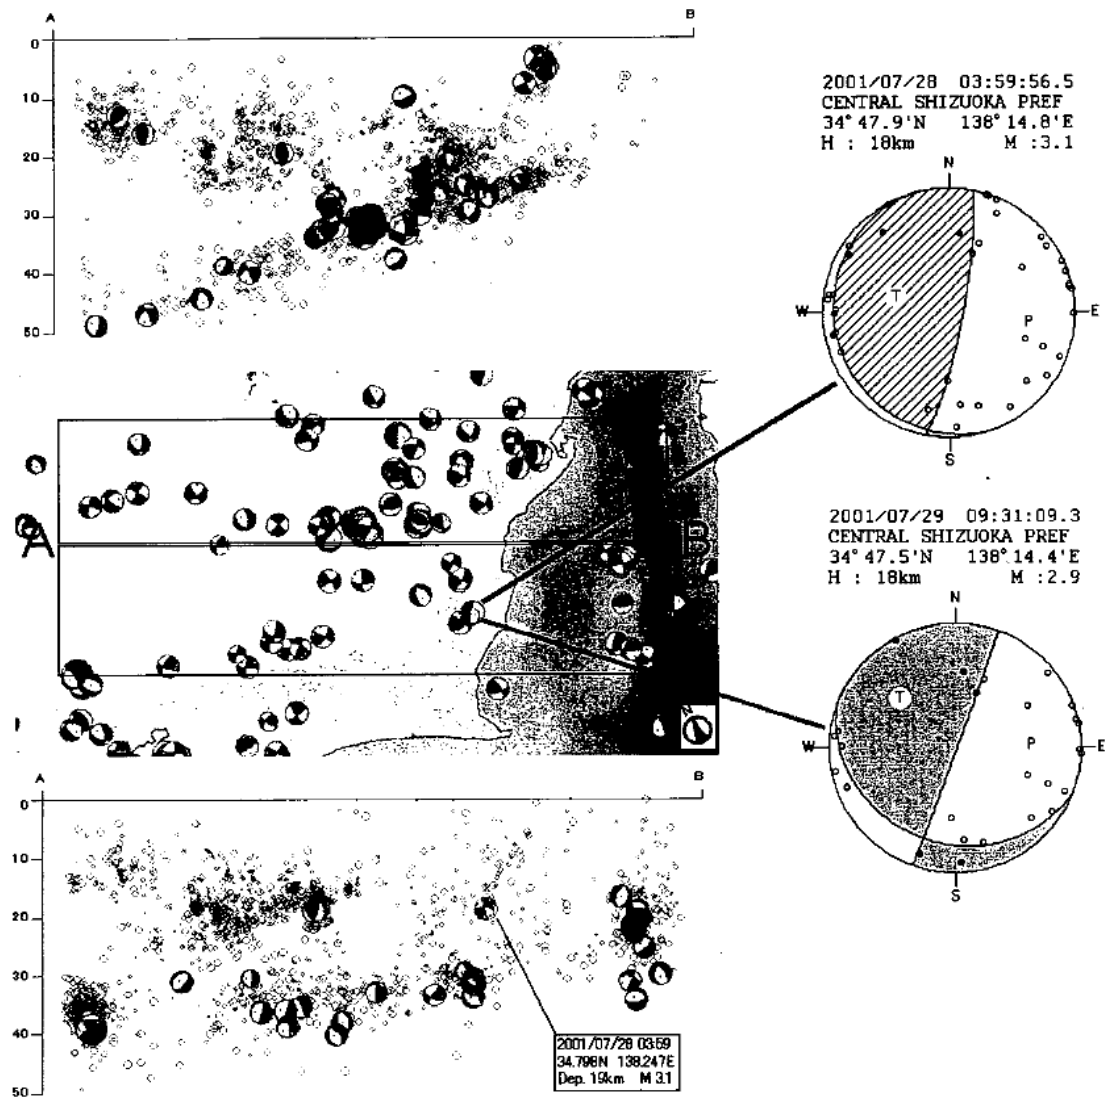 A B
0
10
20
30
40
50
2001/07/28 03:59:56.5
CENTRAL SHIZUOKA PREF
34°47.9'N 138°14.8'E
H : 18km M :3.1
N
T
W
P
E
S
A
B
N
2001/07/29 09:31:09.3
CENTRAL SHIZUOKA PREF
34°47.5'N 138°14.4'E
H : 18km M :2.9
N
T
W
P
E
S
A B
0
10
20
30
40
50
2001/07/28 03:59
34.798N 138.247E
Dep. 19km M 3.1